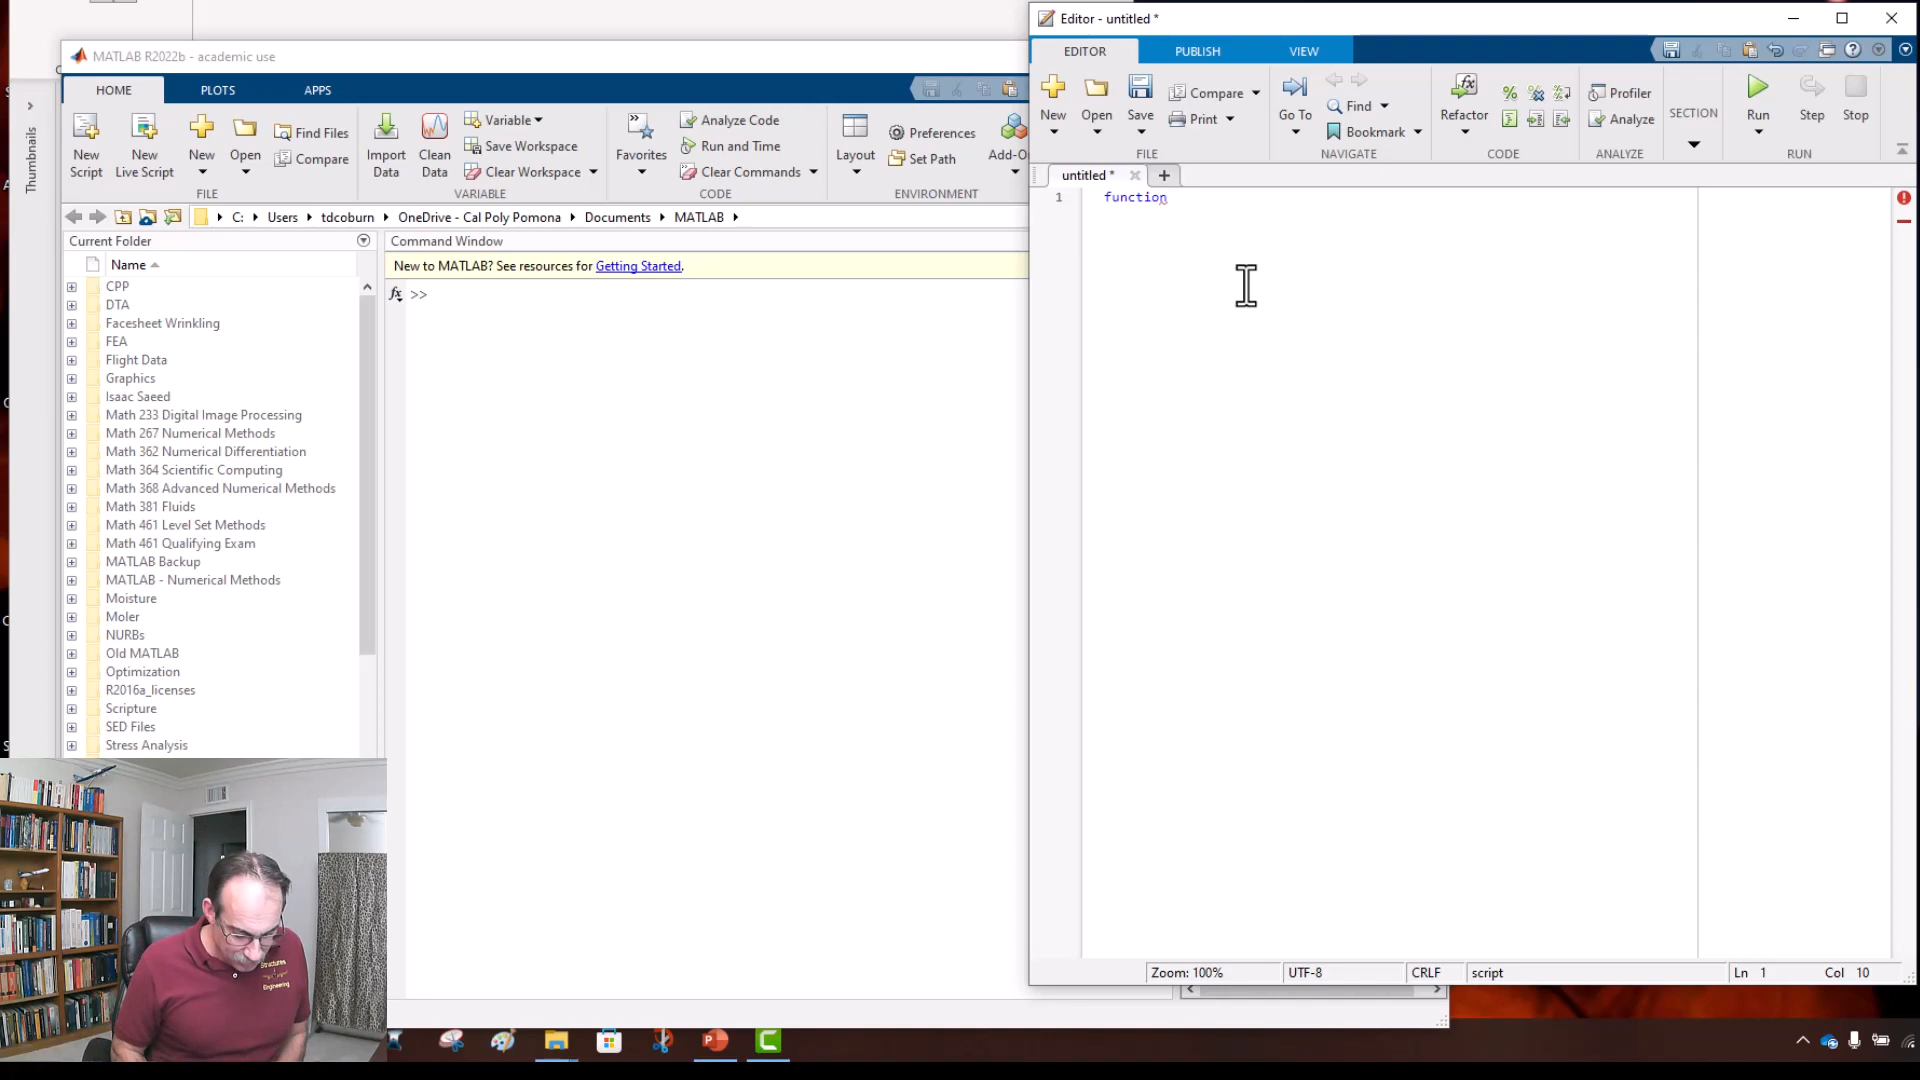 MATLAB R2022b - academic use
HOME
PLOTS
APPS
New Script
New Live Script
New
Open
Find Files
Compare
Import Data
Clean Data
Variable
Save Workspace
Clear Workspace
Favorites
Analyze Code
Run and Time
Clear Commands
Layout
Preferences
Set Path
Add-O
FILE
VARIABLE
CODE
ENVIRONMENT
C: Users tdcoburn OneDrive - Cal Poly Pomona Documents MATLAB
Current Folder
Name
CPP
DTA
Facesheet Wrinkling
FEA
Flight Data
Graphics
Isaac Saeed
Math 233 Digital Image Processing
Math 267 Numerical Methods
Math 362 Numerical Differentiation
Math 364 Scientific Computing
Math 368 Advanced Numerical Methods
Math 381 Fluids
Math 461 Level Set Methods
Math 461 Qualifying Exam
MATLAB Backup
MATLAB - Numerical Methods
Moisture
Moler
NURBs
Old MATLAB
Optimization
R2016a_licenses
Scripture
SED Files
Stress Analysis
Thumbnails
Command Window
New to MATLAB? See resources for Getting Started.
fx >>
Editor - untitled *
EDITOR
PUBLISH
VIEW
New
Open
Save
Compare
Print
Go To
Find
Bookmark
Refactor
Profiler
Analyze
SECTION
Run
Step
Stop
FILE
NAVIGATE
CODE
ANALYZE
RUN
untitled *
1 function
Zoom: 100%
UTF-8
CRLF
script
Ln 1
Col 10
Structures
Engineering